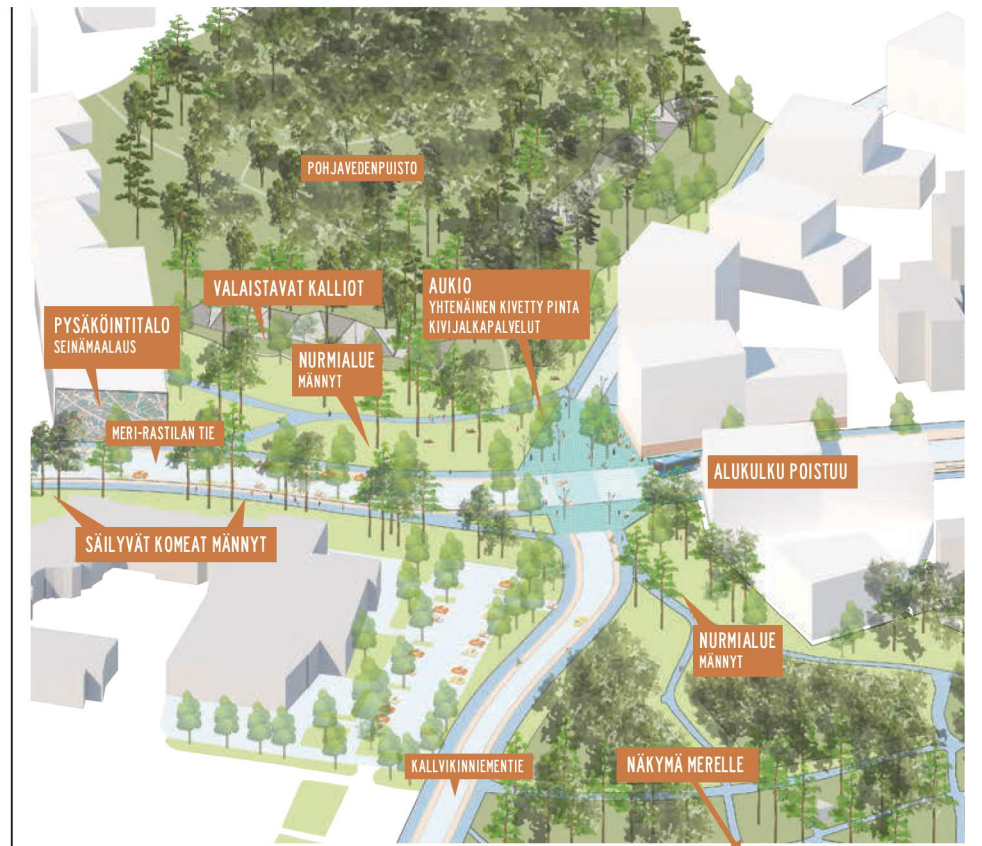 POHJAVEDENPUISTO
VALAISTAVAT KALLIOT
AUKIO
YHTENÄINEN KIVETTY PINTA
KIVIJALKAPALVELUT
PYSÄKÖINTITALO
SEINÄMAALAUS
NURMIALUE
MÄNNYT
MERI-RASTILAN TIE
ALUKULKU POISTUU
SÄILYVÄT KOMEAT MÄNNYT
NURMIALUE
MÄNNYT
KALLVIKINNIEMENTIE
NÄKYMÄ MERELLE